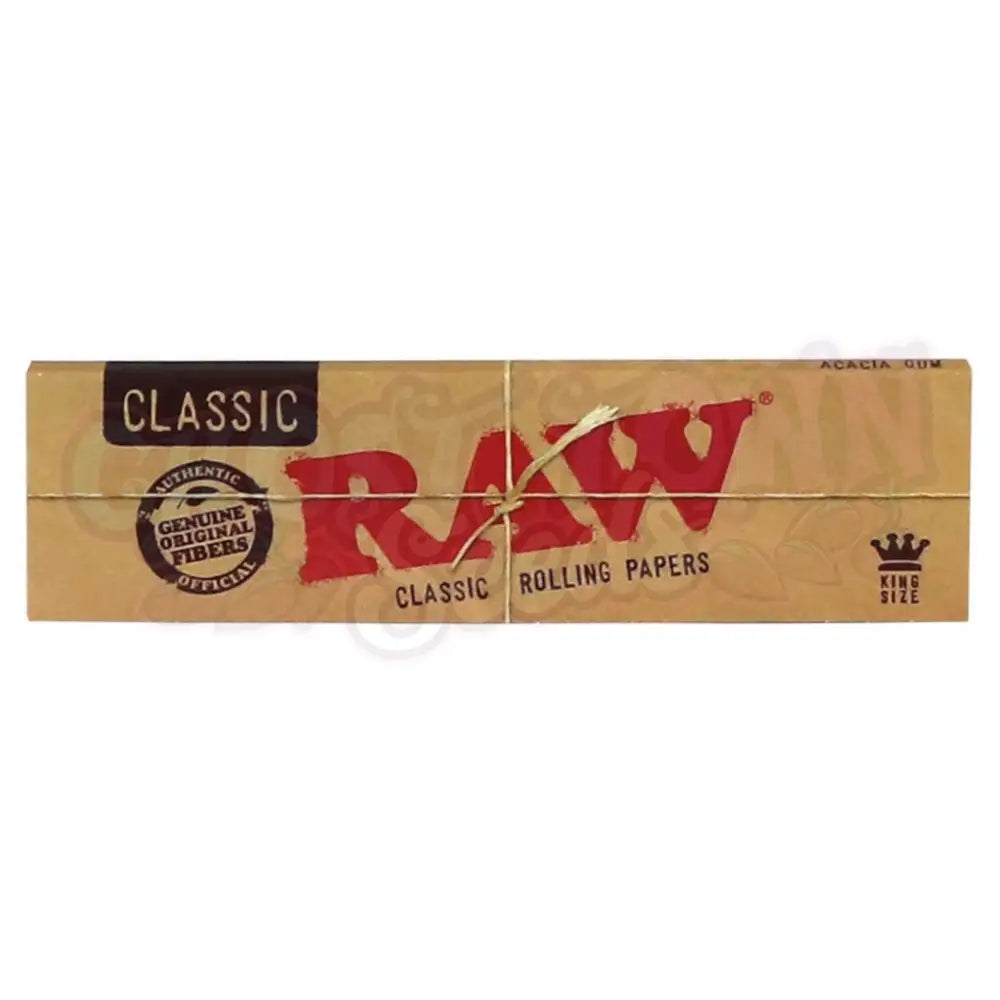 ACACIA GUM
CLASSIC
AUTHENTIC
GENUINE
ORIGINAL
FIBERS
OFFICIAL
RAW®
CLASSIC ROLLING PAPERS
KING
SIZE